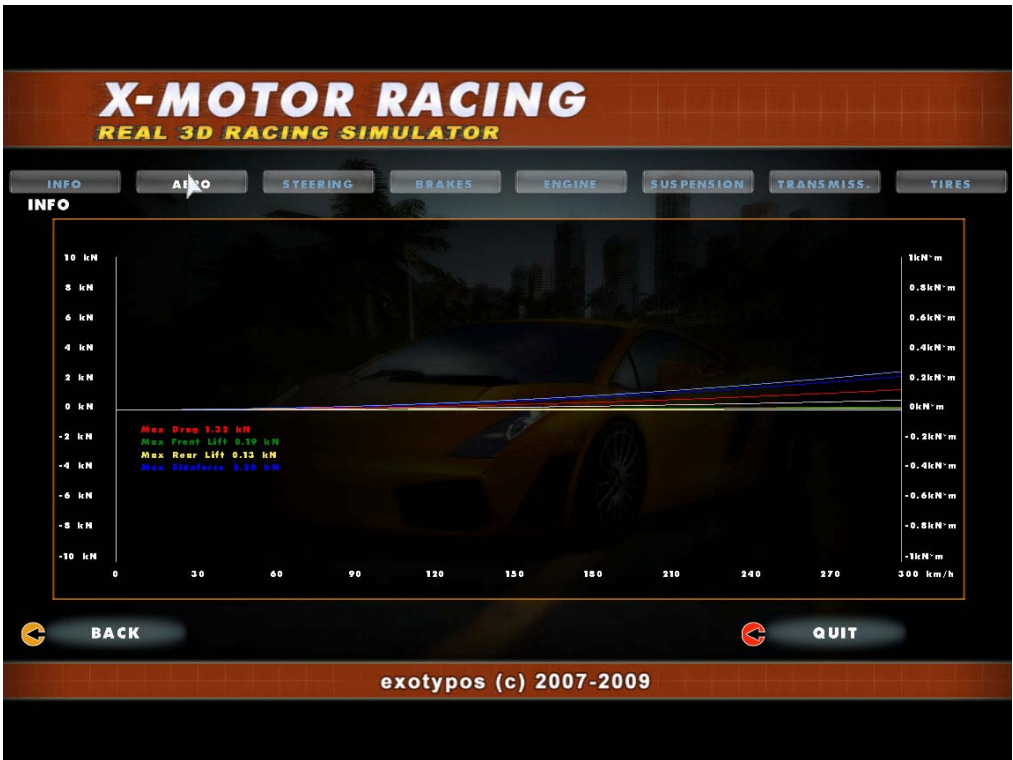 X-MOTOR RACING
REAL 3D RACING SIMULATOR
INFO AERO STEERING BRAKES ENGINE SUSPENSION TRANSMISS. TIRES
INFO
10 kN 1kN*m
8 kN 0.8kN*m
6 kN 0.6kN*m
4 kN 0.4kN*m
2 kN 0.2kN*m
0 kN 0kN*m
Max Drag 1.32 kN
-2 kN -0.2kN*m
Max Front Lift 0.19 kN
Max Rear Lift 0.13 kN
-4 kN -0.4kN*m
Max Sideforce kN
-6 kN -0.6kN*m
-8 kN -0.8kN*m
-10 kN -1kN*m
0 30 60 90 120 150 180 210 240 270 300 km/h
BACK QUIT
exotypos (c) 2007-2009